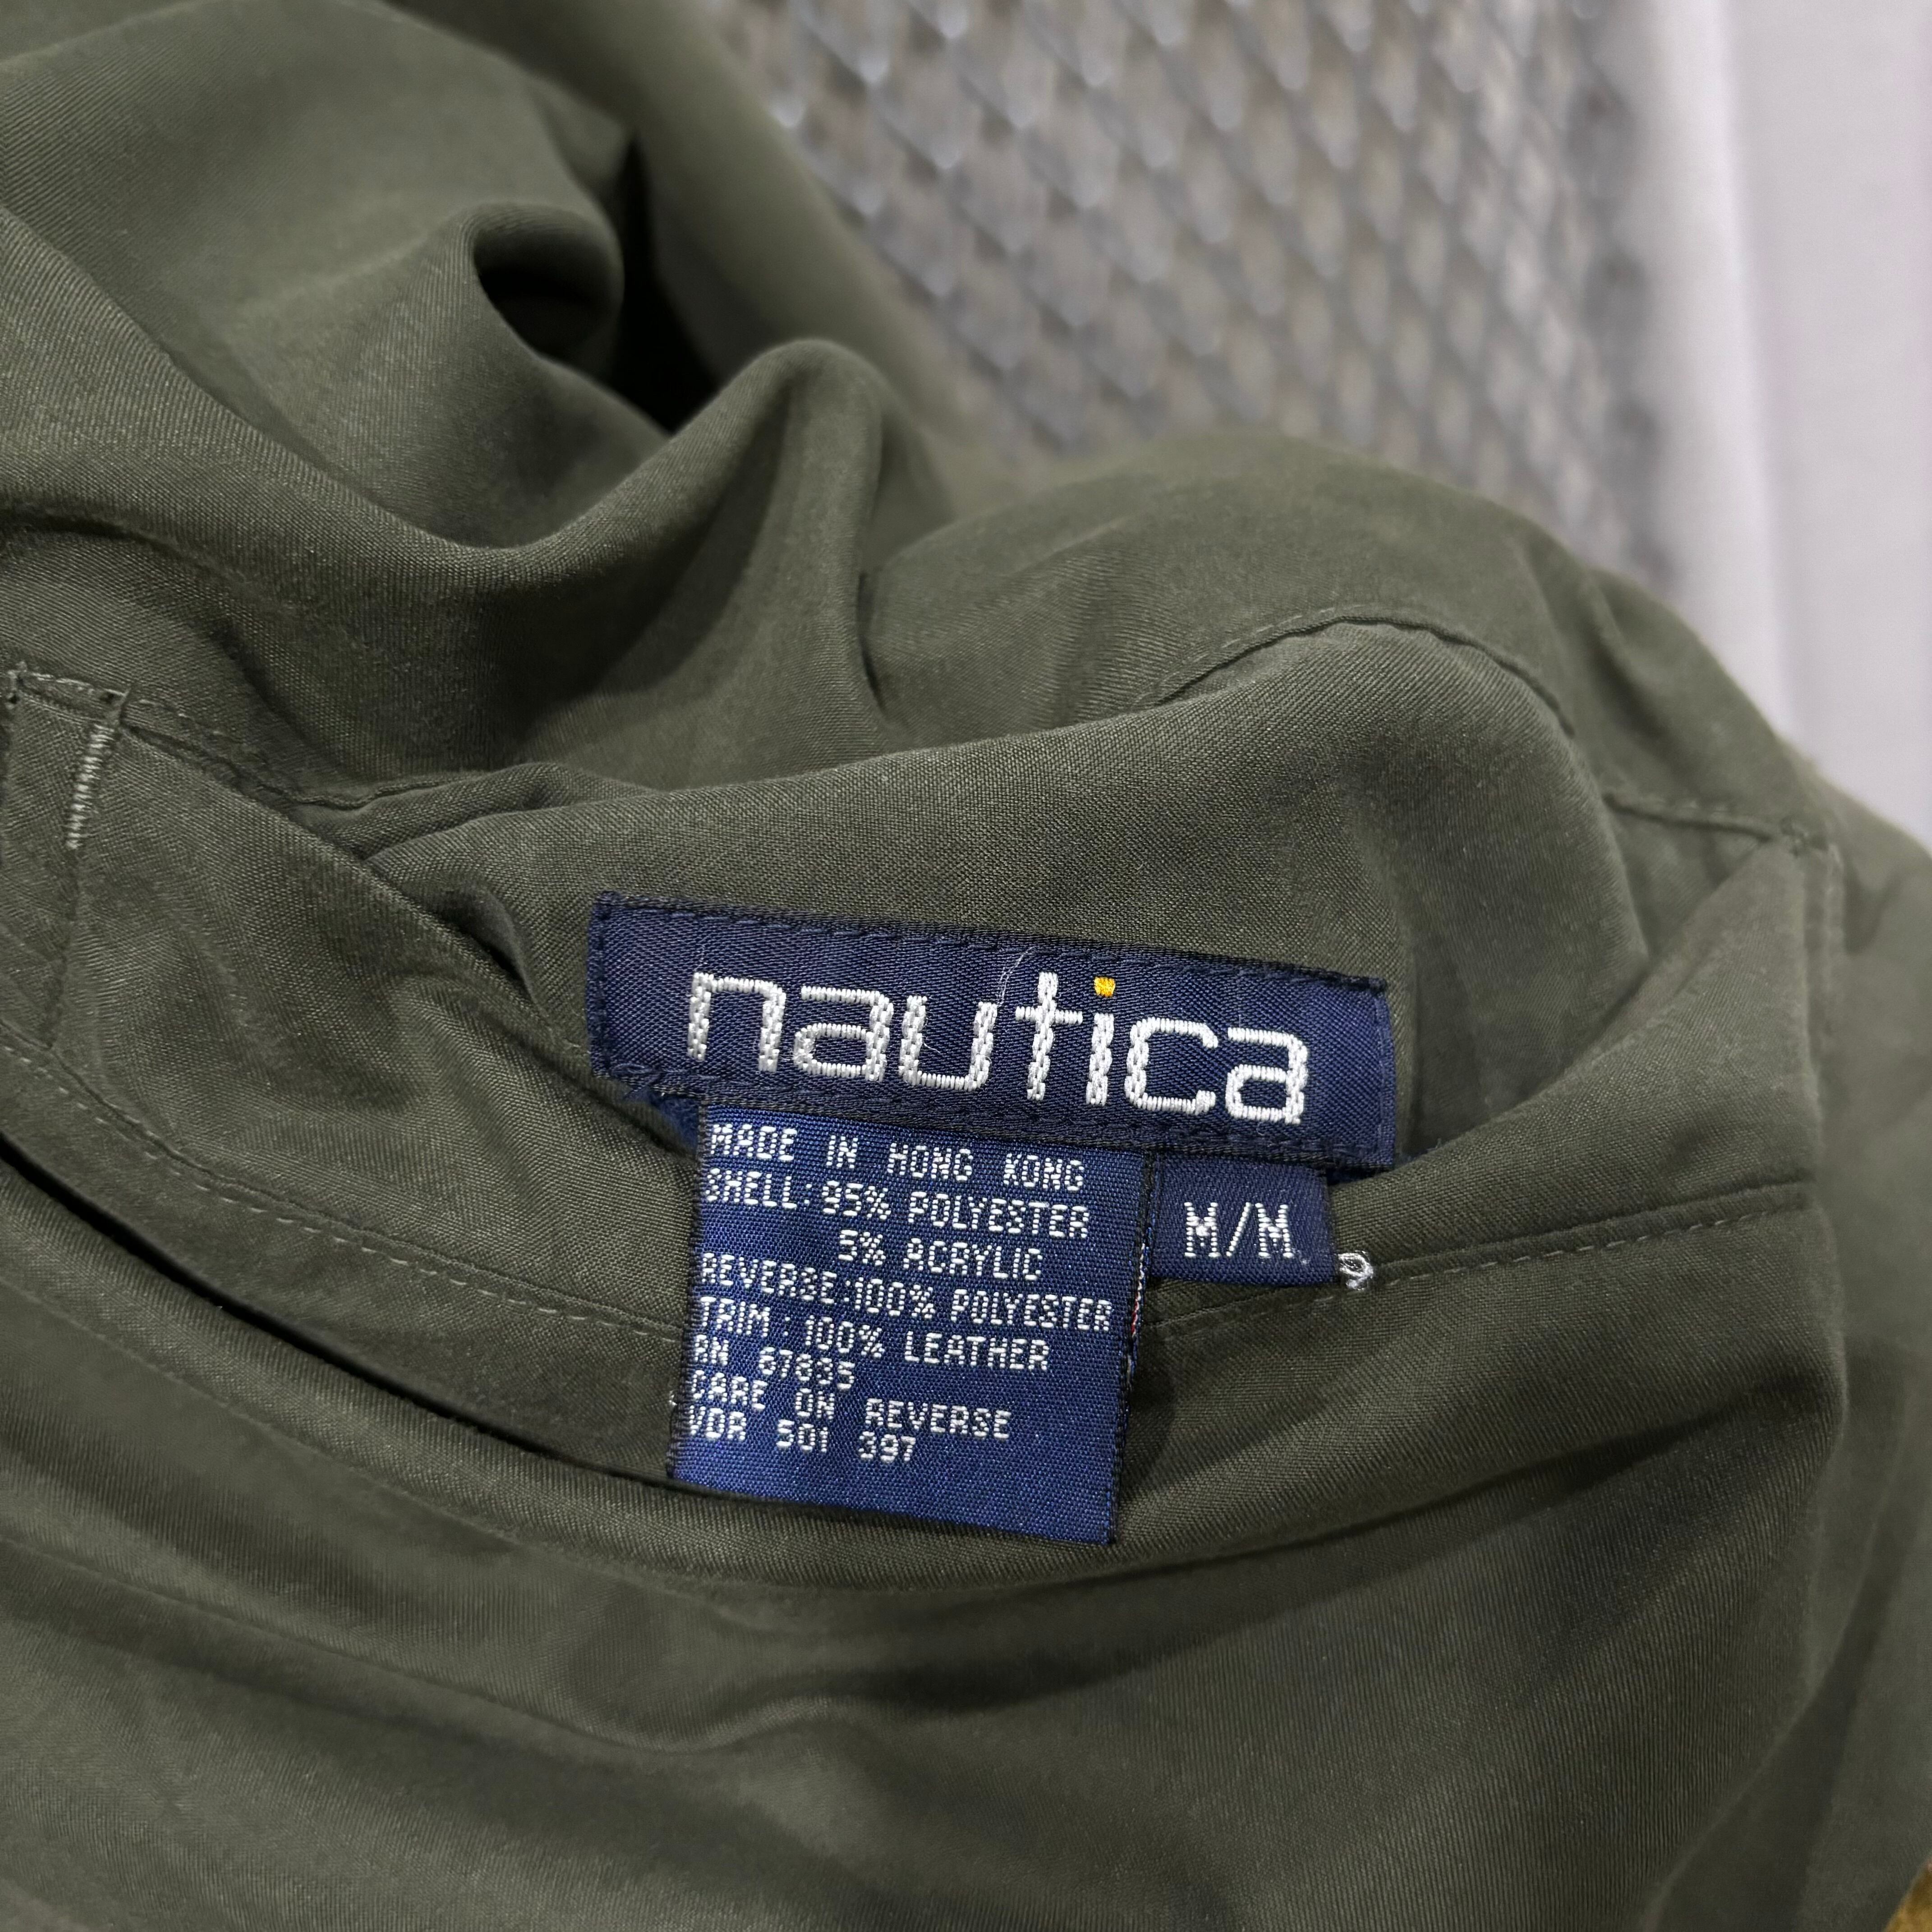 nautica
MADE IN HONG KONG
SHELL: 95% POLYESTER
5% ACRYLIC
REVERSE: 100% POLYESTER
TRIM: 100% LEATHER
RN 67835
CARE ON REVERSE
VDR 501 397
M/M